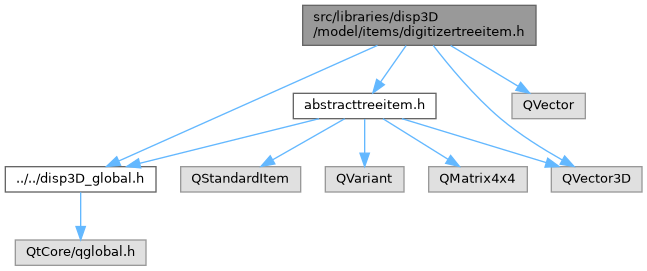 src/libraries/disp3D
/model/items/digitizertreeitem.h
abstracttreeitem.h
QVector
../../disp3D_global.h
QStandardItem
QVariant
QMatrix4x4
QVector3D
QtCore/qglobal.h